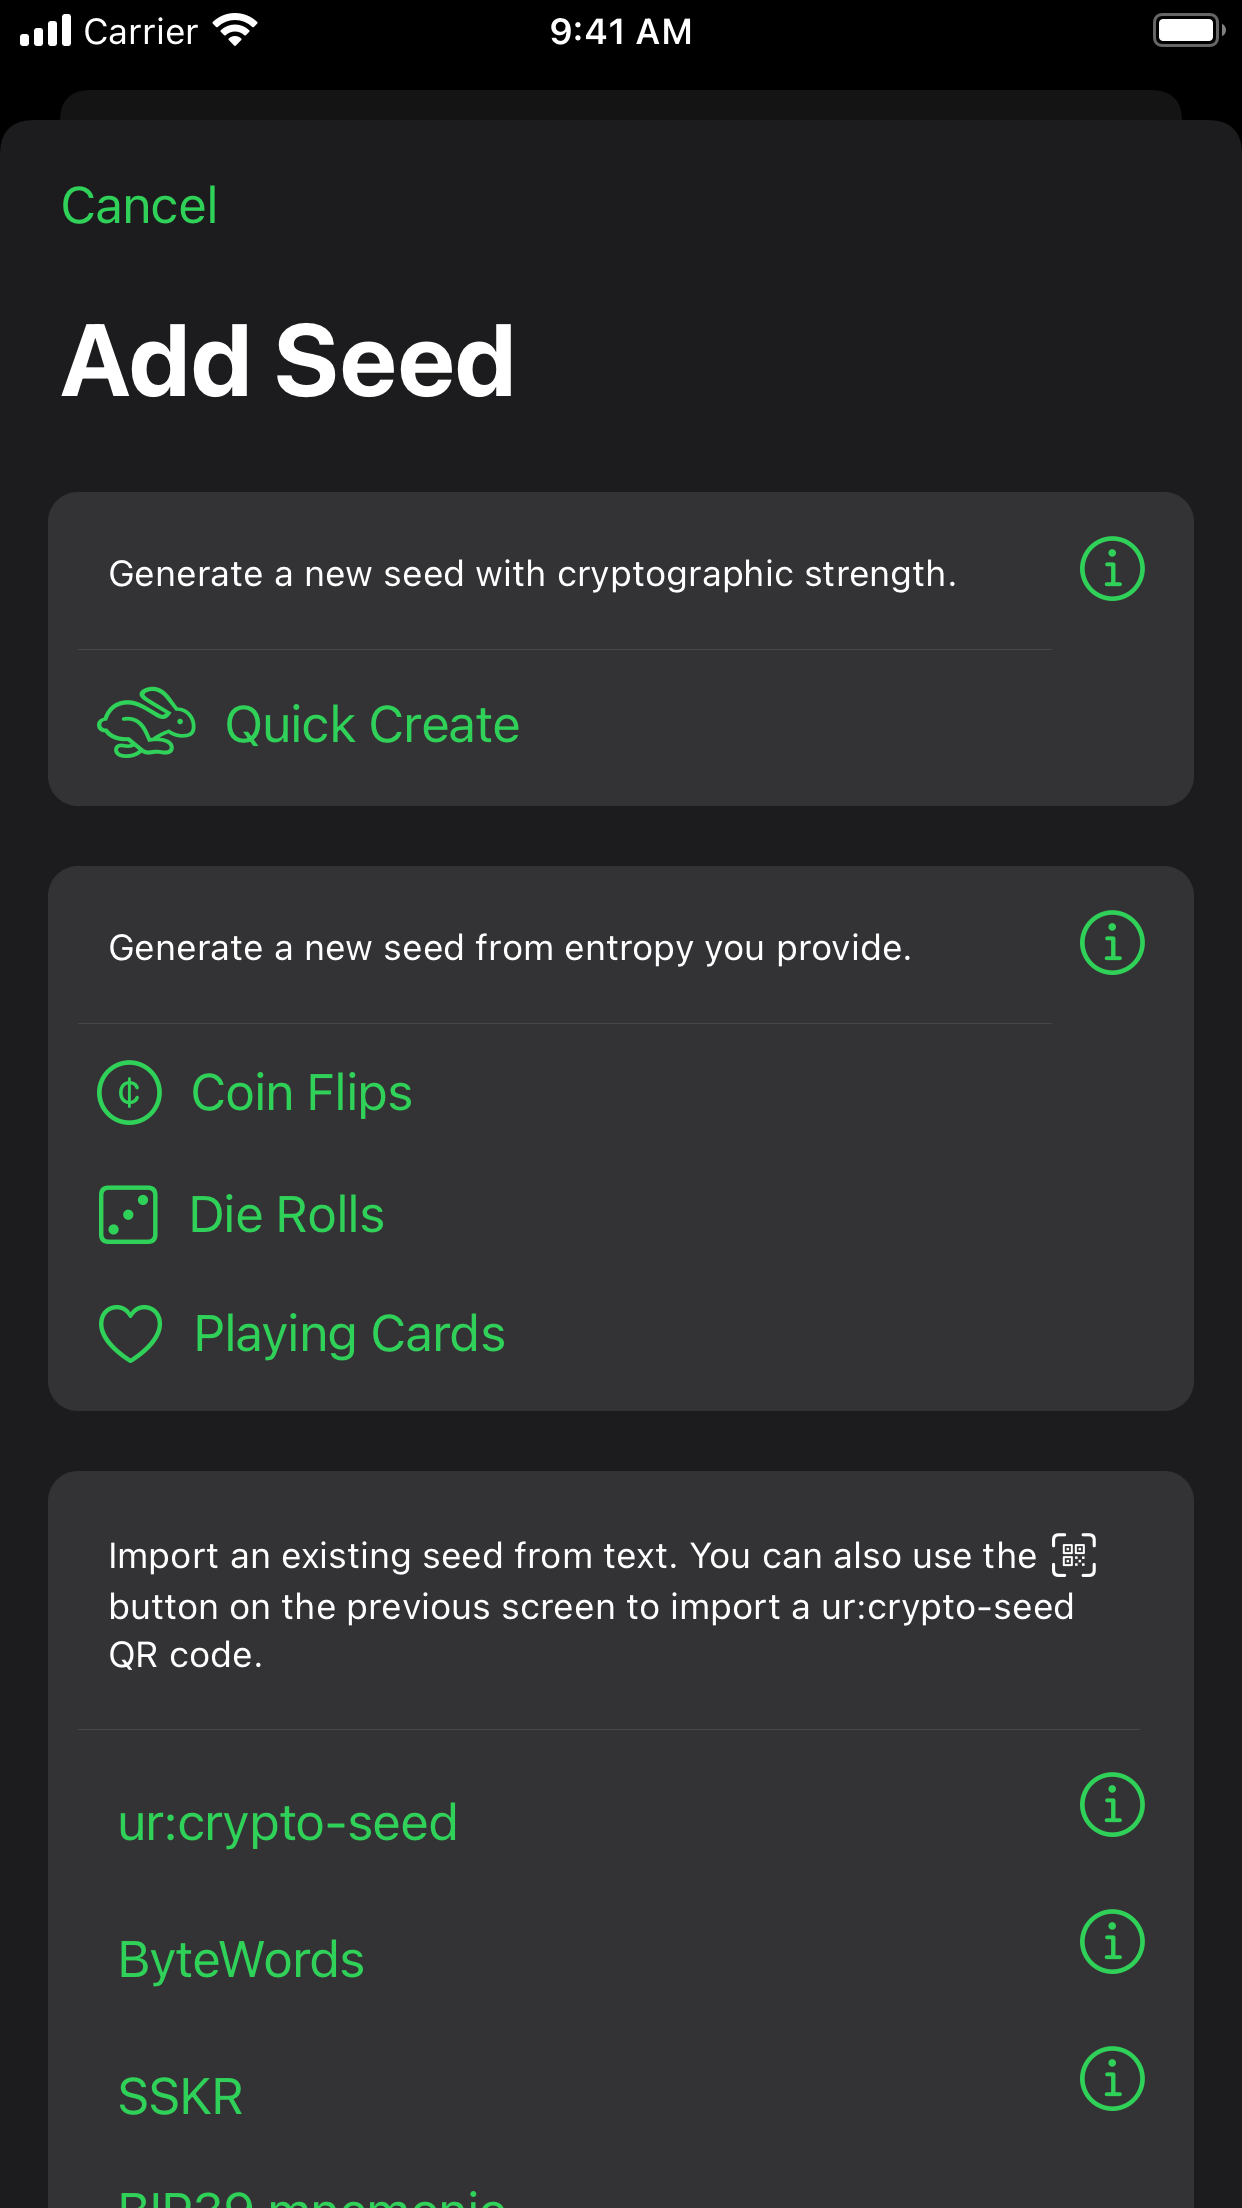 Carrier 9:41 AM
Cancel
Add Seed
Generate a new seed with cryptographic strength.
Quick Create
Generate a new seed from entropy you provide.
Coin Flips
Die Rolls
Playing Cards
Import an existing seed from text. You can also use the
button on the previous screen to import a ur:crypto-seed
QR code.
ur:crypto-seed
ByteWords
SSKR
BIP39 mnemonic